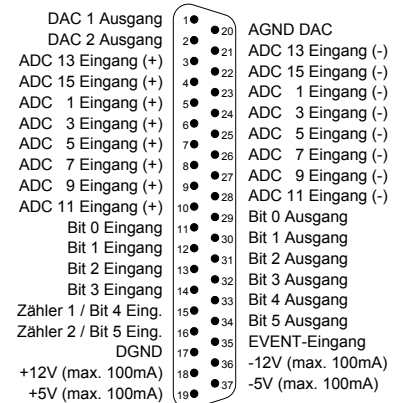 DAC 1 Ausgang 1
DAC 2 Ausgang 2
ADC 13 Eingang (+) 3
ADC 15 Eingang (+) 4
ADC 1 Eingang (+) 5
ADC 3 Eingang (+) 6
ADC 5 Eingang (+) 7
ADC 7 Eingang (+) 8
ADC 9 Eingang (+) 9
ADC 11 Eingang (+) 10
Bit 0 Eingang 11
Bit 1 Eingang 12
Bit 2 Eingang 13
Bit 3 Eingang 14
Zähler 1 / Bit 4 Eing. 15
Zähler 2 / Bit 5 Eing. 16
DGND 17
+12V (max. 100mA) 18
+5V (max. 100mA) 19
20 AGND DAC
21 ADC 13 Eingang (-)
22 ADC 15 Eingang (-)
23 ADC 1 Eingang (-)
24 ADC 3 Eingang (-)
25 ADC 5 Eingang (-)
26 ADC 7 Eingang (-)
27 ADC 9 Eingang (-)
28 ADC 11 Eingang (-)
29 Bit 0 Ausgang
30 Bit 1 Ausgang
31 Bit 2 Ausgang
32 Bit 3 Ausgang
33 Bit 4 Ausgang
34 Bit 5 Ausgang
35 EVENT-Eingang
36 -12V (max. 100mA)
37 -5V (max. 100mA)